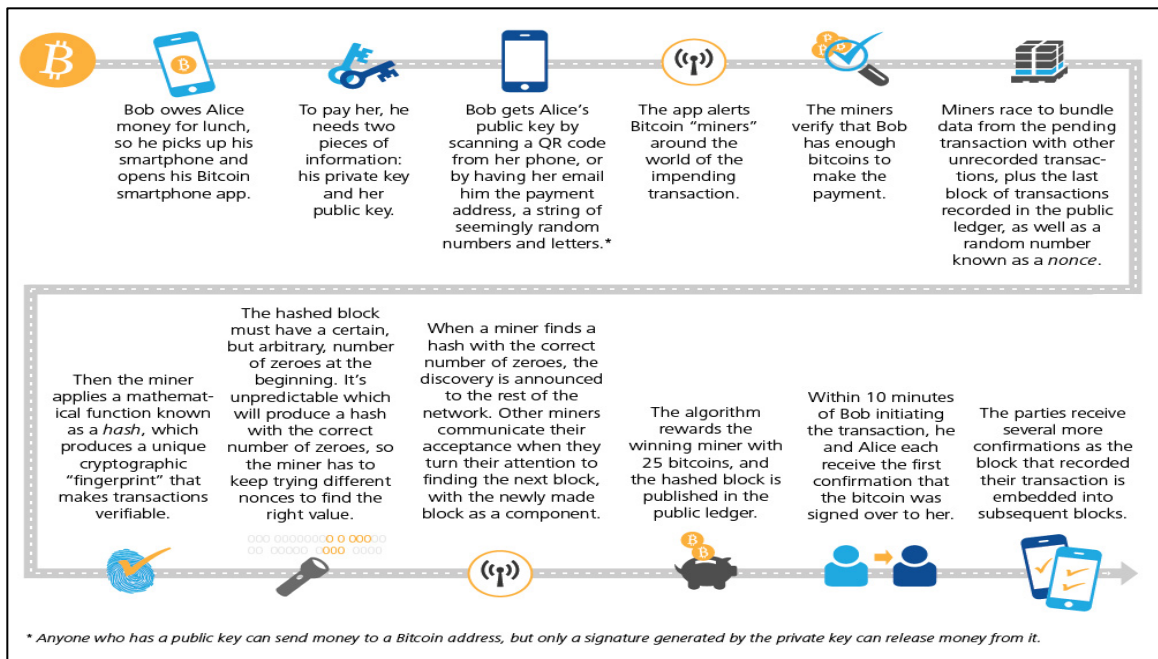 Bob owes Alice
money for lunch,
so he picks up his
smartphone and
opens his Bitcoin
smartphone app.
To pay her, he
needs two
pieces of
information:
his private key
and her
public key.
Bob gets Alice’s
public key by
scanning a QR code
from her phone, or
by having her email
him the payment
address, a string of
seemingly random
numbers and letters.*
The app alerts
Bitcoin “miners”
around the
world of the
impending
transaction.
The miners
verify that Bob
has enough
bitcoins to
make the
payment.
Miners race to bundle
data from the pending
transaction with other
unrecorded transac-
tions, plus the last
block of transactions
recorded in the public
ledger, as well as a
random number
known as a nonce.
Then the miner
applies a mathemat-
ical function known
as a hash, which
produces a unique
cryptographic
“fingerprint” that
makes transactions
verifiable.
The hashed block
must have a certain,
but arbitrary, number
of zeroes at the
beginning. It’s
unpredictable which
will produce a hash
with the correct
number of zeroes, so
the miner has to
keep trying different
nonces to find the
right value.
When a miner finds a
hash with the correct
number of zeroes, the
discovery is announced
to the rest of the
network. Other miners
communicate their
acceptance when they
turn their attention to
finding the next block,
with the newly made
block as a component.
The algorithm
rewards the
winning miner with
25 bitcoins, and
the hashed block is
published in the
public ledger.
Within 10 minutes
of Bob initiating
the transaction, he
and Alice each
receive the first
confirmation that
the bitcoin was
signed over to her.
The parties receive
several more
confirmations as the
block that recorded
their transaction is
embedded into
subsequent blocks.
* Anyone who has a public key can send money to a Bitcoin address, but only a signature generated by the private key can release money from it.